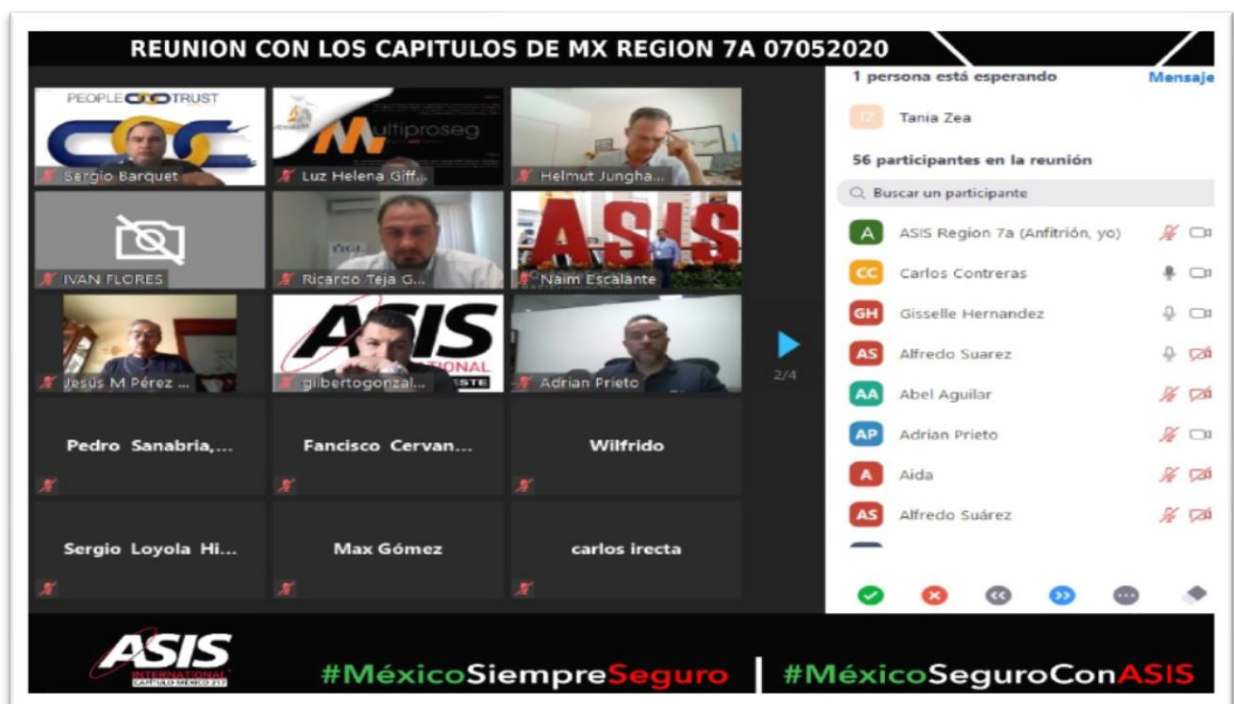 REUNION CON LOS CAPITULOS DE MX REGION 7A 07052020
PEOPLE TRUST
Sergio Barquet
ultiproseg
Luz Helena Giff...
Helmut Jungha...
IVAN FLORES
Ricardo Teja G...
ASIS
Naim Escalante
Jesús M Pérez ...
ASIS
gilbertogonzal...
Adrian Prieto
2/4
Pedro Sanabria,...
Fancisco Cervan...
Wilfrido
Sergio Loyola Hi...
Max Gómez
carlos irecta
1 persona está esperando
Mensaje
TZ Tania Zea
56 participantes en la reunión
Buscar un participante
A ASIS Region 7a (Anfitrión, yo)
CC Carlos Contreras
GH Gisselle Hernandez
AS Alfredo Suarez
AA Abel Aguilar
AP Adrian Prieto
A Aida
AS Alfredo Suárez
ASIS
INTERNATIONAL
CAPÍTULO MÉXICO 217
#MéxicoSiempreSeguro
#MéxicoSeguroConASIS